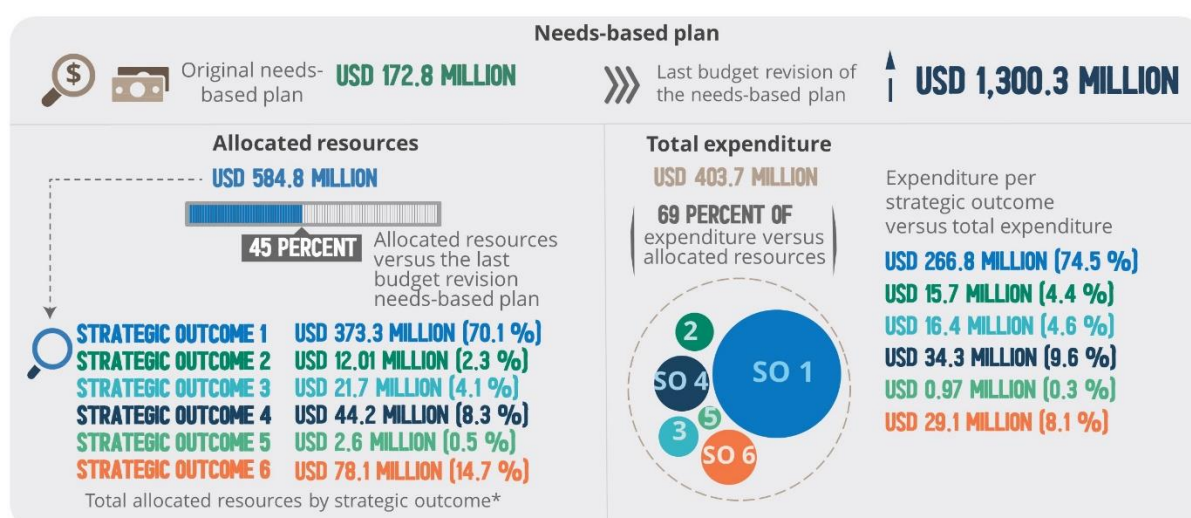 Needs-based plan
Original needs-
based plan
USD 172.8 MILLION
Last budget revision of
the needs-based plan
USD 1,300.3 MILLION
Allocated resources
USD 584.8 MILLION
45 PERCENT
Allocated resources
versus the last
budget revision
needs-based plan
STRATEGIC OUTCOME 1 USD 373.3 MILLION (70.1 %)
STRATEGIC OUTCOME 2 USD 12.01 MILLION (2.3 %)
STRATEGIC OUTCOME 3 USD 21.7 MILLION (4.1 %)
STRATEGIC OUTCOME 4 USD 44.2 MILLION (8.3 %)
STRATEGIC OUTCOME 5 USD 2.6 MILLION (0.5 %)
STRATEGIC OUTCOME 6 USD 78.1 MILLION (14.7 %)
Total allocated resources by strategic outcome*
Total expenditure
USD 403.7 MILLION
69 PERCENT OF
expenditure versus
allocated resources
2
SO 1
SO 4
5
3
SO 6
Expenditure per
strategic outcome
versus total expenditure
USD 266.8 MILLION (74.5 %)
USD 15.7 MILLION (4.4 %)
USD 16.4 MILLION (4.6 %)
USD 34.3 MILLION (9.6 %)
USD 0.97 MILLION (0.3 %)
USD 29.1 MILLION (8.1 %)